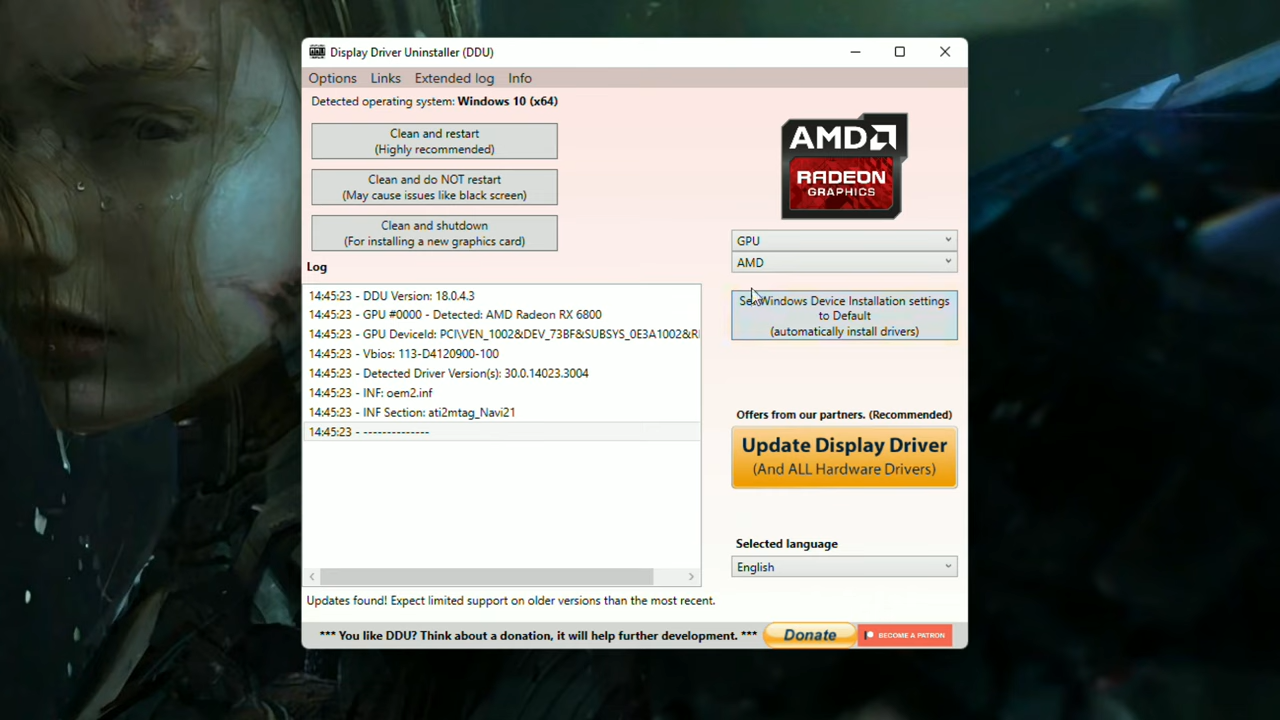 Display Driver Uninstaller (DDU)
Options Links Extended log Info
Detected operating system: Windows 10 (x64)
Clean and restart
(Highly recommended)
Clean and do NOT restart
(May cause issues like black screen)
Clean and shutdown
(For installing a new graphics card)
Log
14:45:23 - DDU Version: 18.0.4.3
14:45:23 - GPU #0000 - Detected: AMD Radeon RX 6800
14:45:23 - GPU DeviceId: PCI\VEN_1002&DEV_73BF&SUBSYS_0E3A1002&R
14:45:23 - Vbios: 113-D4120900-100
14:45:23 - Detected Driver Version(s): 30.0.14023.3004
14:45:23 - INF: oem2.inf
14:45:23 - INF Section: ati2mtag_Navi21
14:45:23 - --------------
Updates found! Expect limited support on older versions than the most recent.
AMD
RADEON
GRAPHICS
GPU
AMD
Set Windows Device Installation settings
to Default
(automatically install drivers)
Offers from our partners. (Recommended)
Update Display Driver
(And ALL Hardware Drivers)
Selected language
English
*** You like DDU? Think about a donation, it will help further development. ***
Donate
BECOME A PATRON